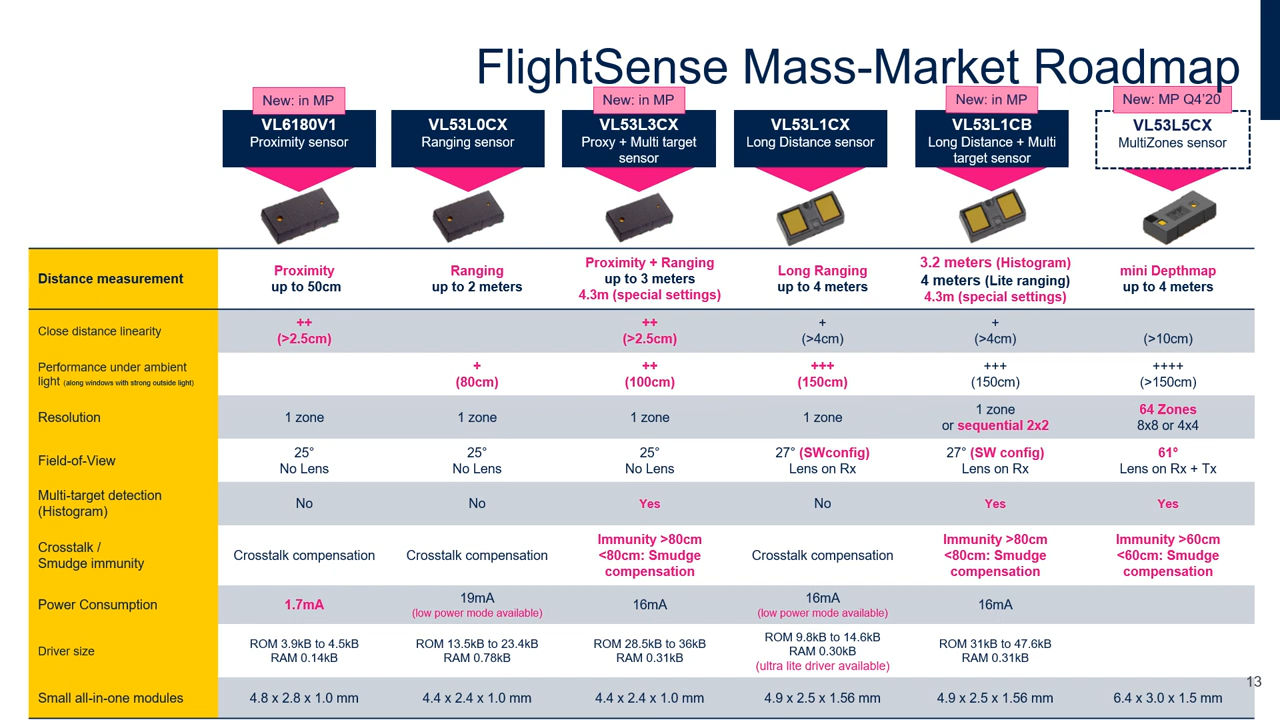 FlightSense Mass-Market Roadmap
New: in MP
New: in MP
New: in MP
New: MP Q4'20
VL6180V1
Proximity sensor
VL53L0CX
Ranging sensor
VL53L3CX
Proxy + Multi target
sensor
VL53L1CX
Long Distance sensor
VL53L1CB
Long Distance + Multi
target sensor
VL53L5CX
MultiZones sensor
Distance measurement
Proximity
up to 50cm
Ranging
up to 2 meters
Proximity + Ranging
up to 3 meters
4.3m (special settings)
Long Ranging
up to 4 meters
3.2 meters (Histogram)
4 meters (Lite ranging)
4.3m (special settings)
mini Depthmap
up to 4 meters
Close distance linearity
++
(>2.5cm)
++
(>2.5cm)
+
(>4cm)
+
(>4cm)
(>10cm)
Performance under ambient
light (along windows with strong outside light)
+
(80cm)
++
(100cm)
+++
(150cm)
+++
(150cm)
++++
(>150cm)
Resolution
1 zone
1 zone
1 zone
1 zone
1 zone
or sequential 2x2
64 Zones
8x8 or 4x4
Field-of-View
25°
No Lens
25°
No Lens
25°
No Lens
27° (SWconfig)
Lens on Rx
27° (SW config)
Lens on Rx
61°
Lens on Rx + Tx
Multi-target detection
(Histogram)
No
No
Yes
No
Yes
Yes
Crosstalk /
Smudge immunity
Crosstalk compensation
Crosstalk compensation
Immunity >80cm
<80cm: Smudge
compensation
Crosstalk compensation
Immunity >80cm
<80cm: Smudge
compensation
Immunity >60cm
<60cm: Smudge
compensation
Power Consumption
1.7mA
19mA
(low power mode available)
16mA
16mA
(low power mode available)
16mA
Driver size
ROM 3.9kB to 4.5kB
RAM 0.14kB
ROM 13.5kB to 23.4kB
RAM 0.78kB
ROM 28.5kB to 36kB
RAM 0.31kB
ROM 9.8kB to 14.6kB
RAM 0.30kB
(ultra lite driver available)
ROM 31kB to 47.6kB
RAM 0.31kB
13
Small all-in-one modules
4.8 x 2.8 x 1.0 mm
4.4 x 2.4 x 1.0 mm
4.4 x 2.4 x 1.0 mm
4.9 x 2.5 x 1.56 mm
4.9 x 2.5 x 1.56 mm
6.4 x 3.0 x 1.5 mm